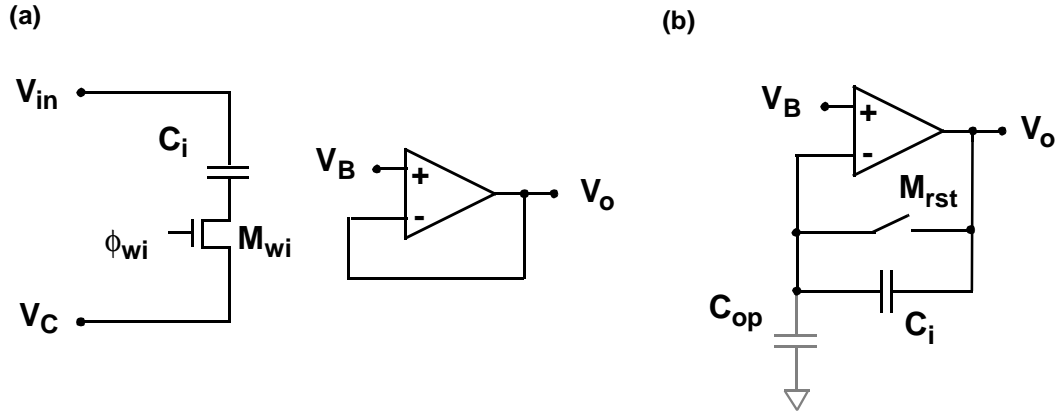 (a)
V_in
C_i
ϕ_wi
M_wi
V_C
V_B
+
-
V_o
(b)
V_B
+
-
V_o
M_rst
C_op
C_i